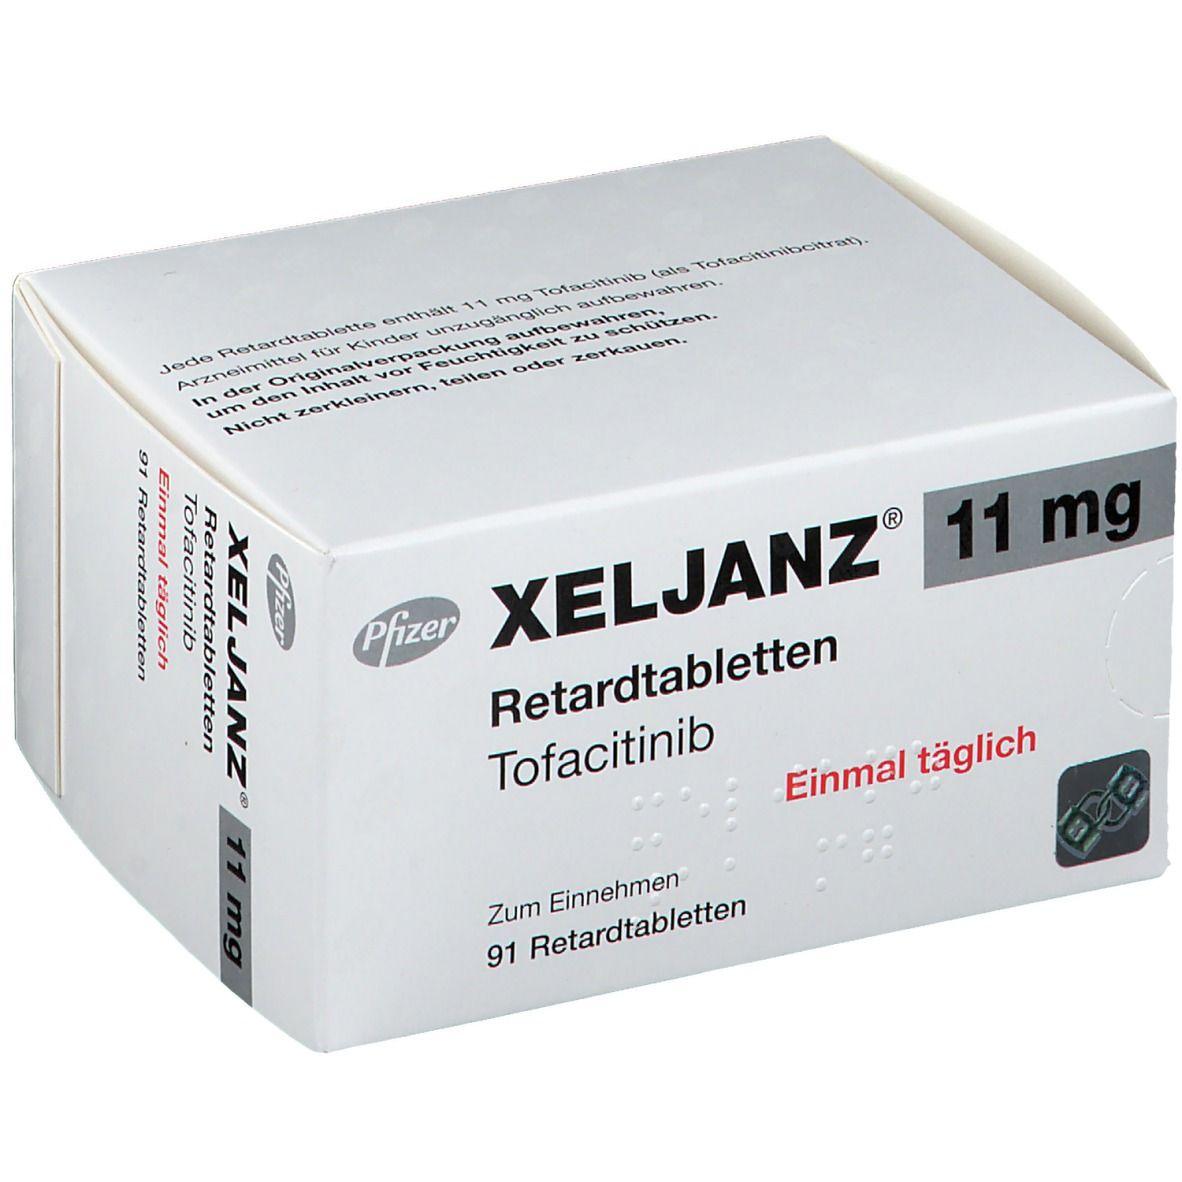 Jede Retardtablette enthält 11 mg Tofacitinib (als Tofacitinibcitrat).
Arzneimittel für Kinder unzugänglich aufbewahren.
In der Originalverpackung aufbewahren,
um den Inhalt vor Feuchtigkeit zu schützen.
Nicht zerkleinern, teilen oder zerkauen.
Pfizer
XELJANZ® 11 mg
Retardtabletten
Tofacitinib
Einmal täglich
Zum Einnehmen
91 Retardtabletten
Pfizer
XELJANZ® 11 mg
Retardtabletten
Tofacitinib
Einmal täglich
91 Retardtabletten